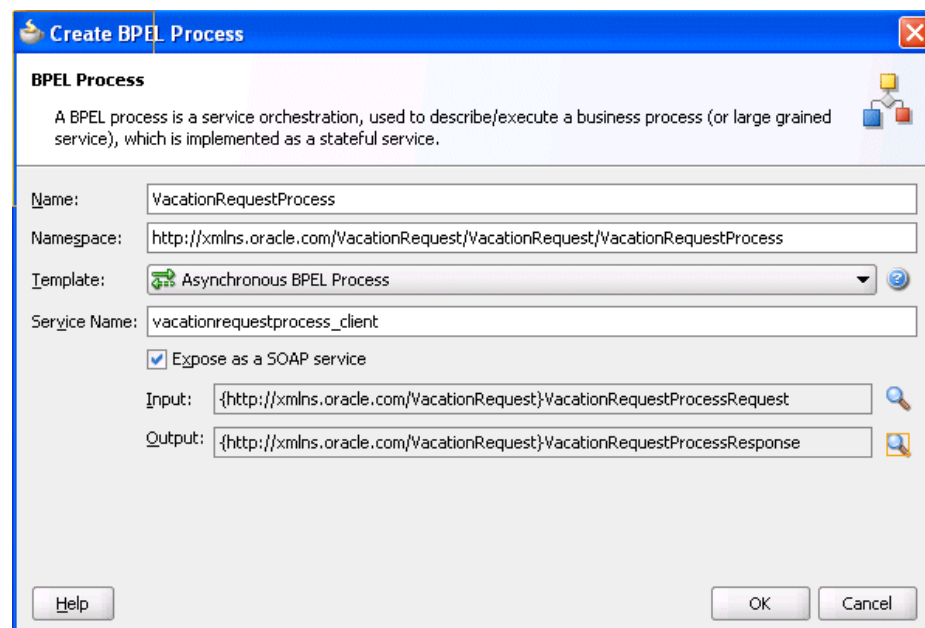 Create BPEL Process
BPEL Process
A BPEL process is a service orchestration, used to describe/execute a business process (or large grained
service), which is implemented as a stateful service.
Name: VacationRequestProcess
Namespace: http://xmlns.oracle.com/VacationRequest/VacationRequest/VacationRequestProcess
Template: Asynchronous BPEL Process
Service Name: vacationrequestprocess_client
Expose as a SOAP service
Input: {http://xmlns.oracle.com/VacationRequest}VacationRequestProcessRequest
Output: {http://xmlns.oracle.com/VacationRequest}VacationRequestProcessResponse
Help OK Cancel